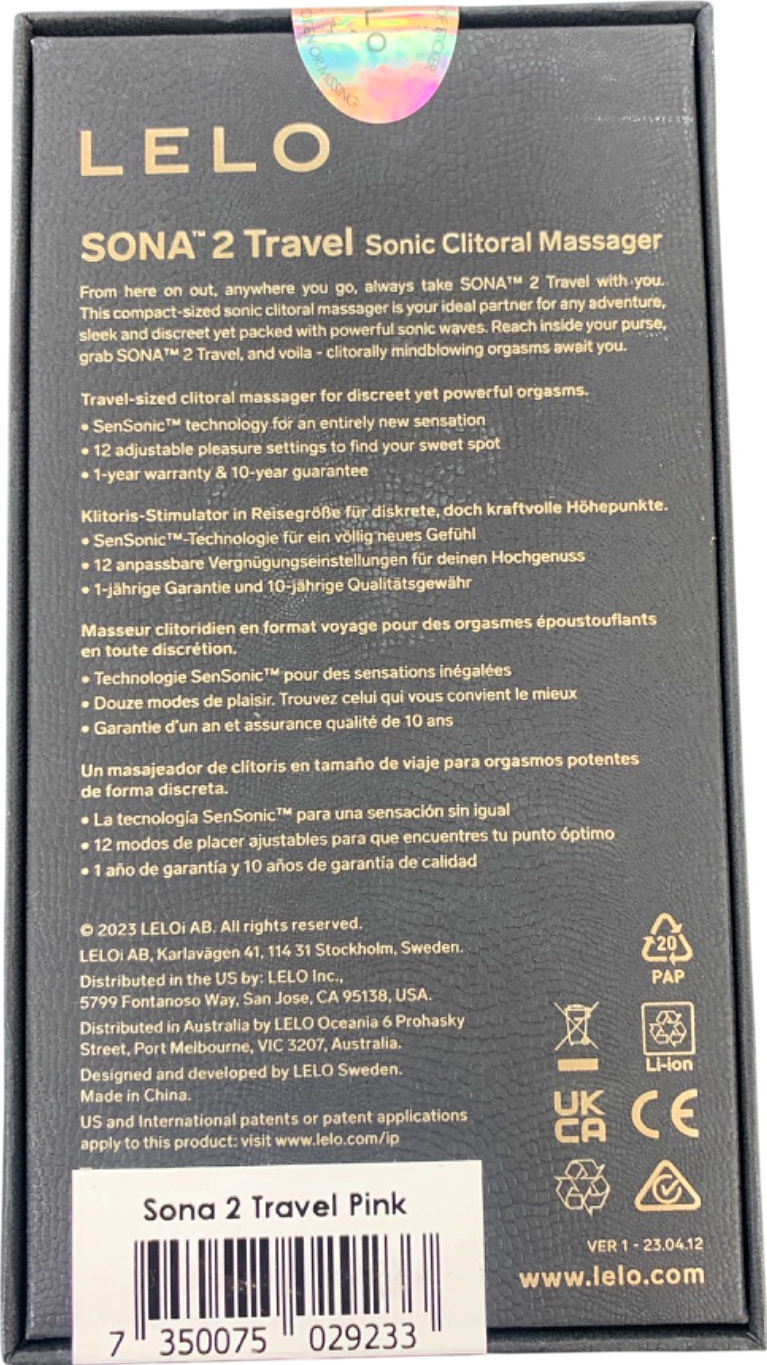 LO
OF STICKER
OPEN OR MISSING
LELO
SONA™ 2 Travel Sonic Clitoral Massager
From here on out, anywhere you go, always take SONA™ 2 Travel with you.
This compact-sized sonic clitoral massager is your ideal partner for any adventure,
sleek and discreet yet packed with powerful sonic waves. Reach inside your purse,
grab SONA™ 2 Travel, and voila - clitorally mindblowing orgasms await you.
Travel-sized clitoral massager for discreet yet powerful orgasms.
• SenSonic™ technology for an entirely new sensation
• 12 adjustable pleasure settings to find your sweet spot
• 1-year warranty & 10-year guarantee
Klitoris-Stimulator in Reisegröße für diskrete, doch kraftvolle Höhepunkte.
• SenSonic™-Technologie für ein völlig neues Gefühl
• 12 anpassbare Vergnügungseinstellungen für deinen Hochgenuss
• 1-jährige Garantie und 10-jährige Qualitätsgewähr
Masseur clitoridien en format voyage pour des orgasmes époustouflants
en toute discrétion.
• Technologie SenSonic™ pour des sensations inégalées
• Douze modes de plaisir. Trouvez celui qui vous convient le mieux
• Garantie d'un an et assurance qualité de 10 ans
Un masajeador de clítoris en tamaño de viaje para orgasmos potentes
de forma discreta.
• La tecnología SenSonic™ para una sensación sin igual
• 12 modos de placer ajustables para que encuentres tu punto óptimo
• 1 año de garantía y 10 años de garantía de calidad
© 2023 LELOi AB. All rights reserved.
LELOi AB, Karlavägen 41, 114 31 Stockholm, Sweden.
Distributed in the US by: LELO Inc.,
5799 Fontanoso Way, San Jose, CA 95138, USA.
Distributed in Australia by LELO Oceania 6 Prohasky
Street, Port Melbourne, VIC 3207, Australia.
Designed and developed by LELO Sweden.
Made in China.
US and International patents or patent applications
apply to this product: visit www.lelo.com/ip
20
PAP
Li-ion
UK
CA
CE
VER 1 - 23.04.12
www.lelo.com
Sona 2 Travel Pink
7 350075 029233